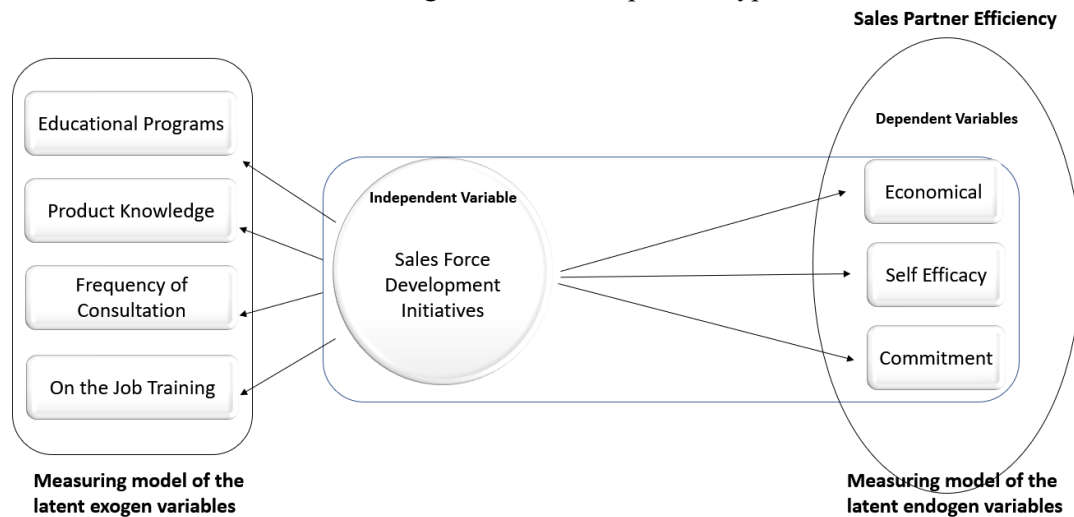 Sales Partner Efficiency
Educational Programs
Product Knowledge
Frequency of
Consultation
On the Job Training
Measuring model of the
latent exogen variables
Independent Variable
Sales Force
Development
Initiatives
Dependent Variables
Economical
Self Efficacy
Commitment
Measuring model of the
latent endogen variables